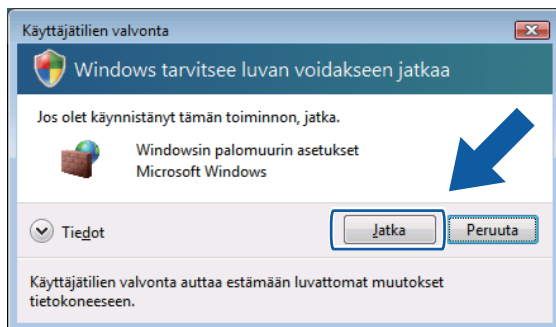 Käyttäjätilien valvonta
Windows tarvitsee luvan voidakseen jatkaa
Jos olet käynnistänyt tämän toiminnon, jatka.
Windowsin palomuurin asetukset
Microsoft Windows
Tiedot
Jatka
Peruuta
Käyttäjätilien valvonta auttaa estämään luvattomat muutokset
tietokoneeseen.